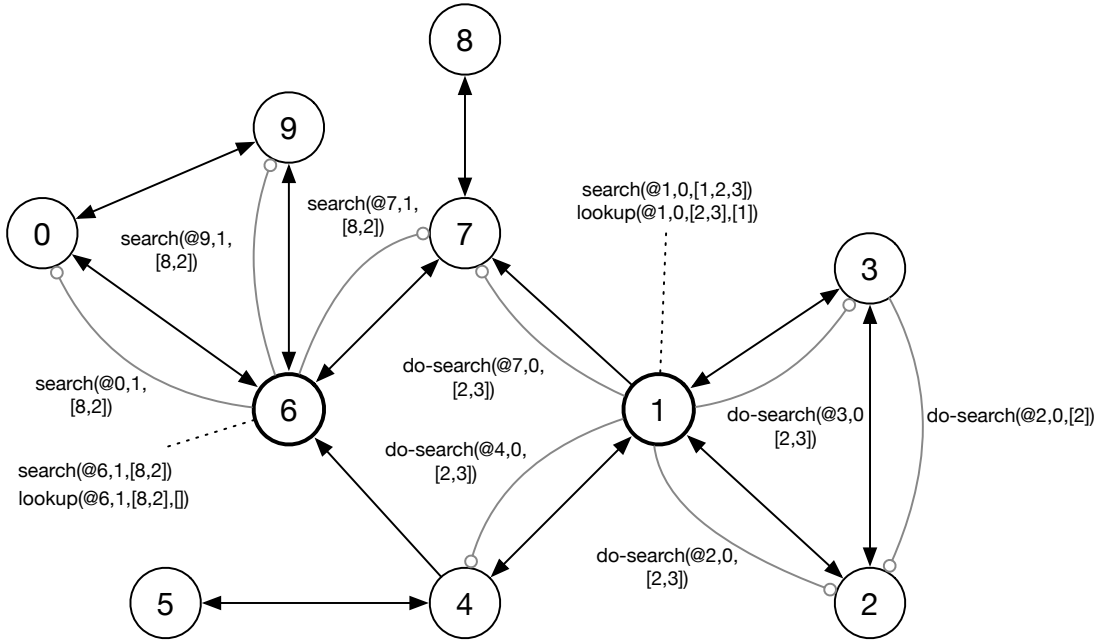 8
9
search(@1,0,[1,2,3])
lookup(@1,0,[2,3],[1])
search(@7,1,
[8,2])
0
search(@9,1,
[8,2])
7
3
do-search(@7,0,
[2,3])
search(@0,1,
[8,2])
6
1
do-search(@3,0
[2,3])
do-search(@2,0,[2])
do-search(@4,0,
[2,3])
search(@6,1,[8,2])
lookup(@6,1,[8,2],[])
do-search(@2,0,
[2,3])
5
4
2